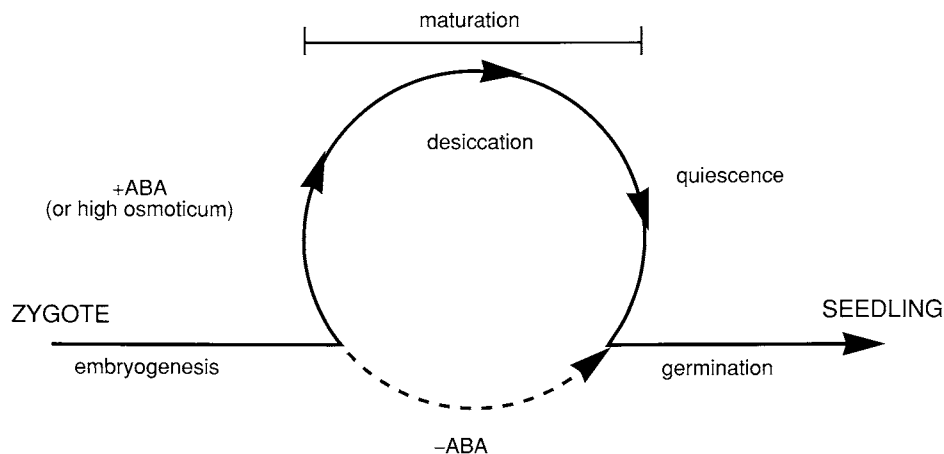 maturation
desiccation
quiescence
+ABA
(or high osmoticum)
ZYGOTE
SEEDLING
embryogenesis
germination
–ABA